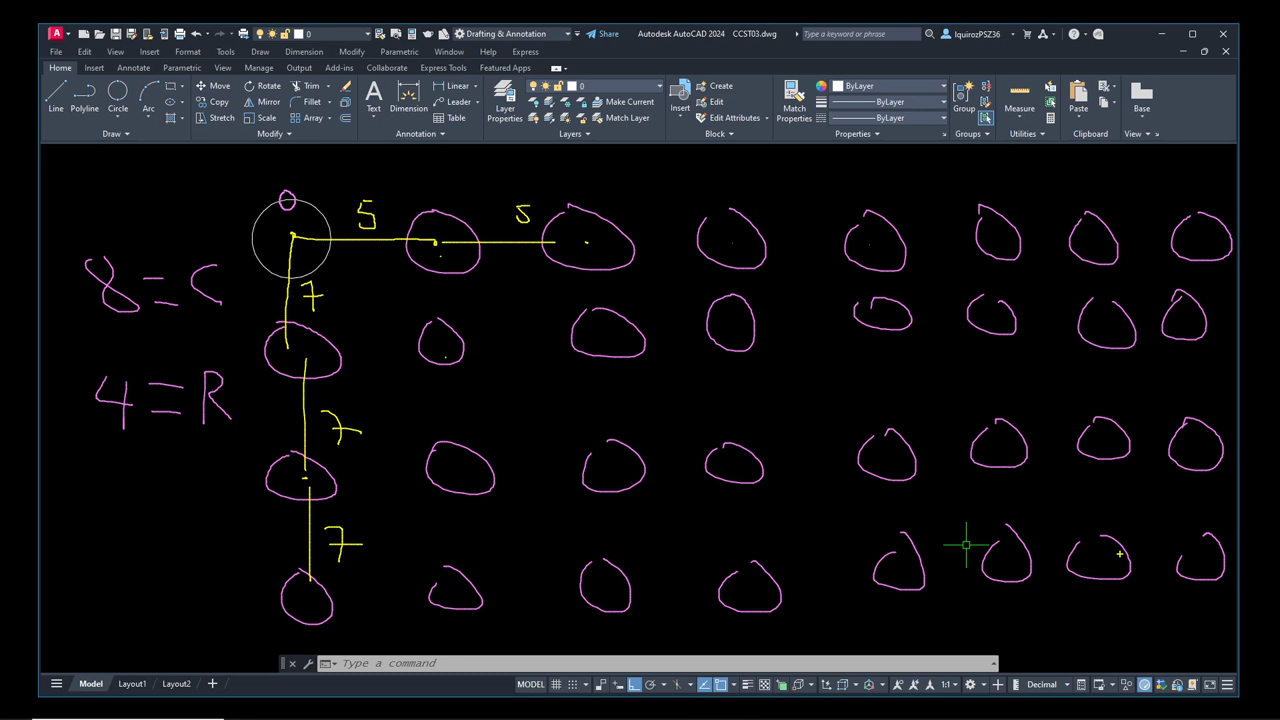 Drafting & Annotation
Share
Autodesk AutoCAD 2024 CCST03.dwg
Type a keyword or phrase
lquirozPSZ36
0
File Edit View Insert Format Tools Draw Dimension Modify Parametric Window Help Express
Home Insert Annotate Parametric View Manage Output Add-ins Collaborate Express Tools Featured Apps
Line Polyline Circle Arc
Move Trim
Copy Mirror Fillet
Stretch Scale Array
Text Dimension
Linear
Leader
Table
Layer Properties
0
Make Current
Match Layer
Insert
Create
Edit
Edit Attributes
Match Properties
ByLayer
ByLayer
ByLayer
Group
Measure
Paste
Base
Draw Modify Annotation Layers Block Properties Groups Utilities Clipboard View
5 5
8=C
7
4=R
7
7
Type a command
Model Layout1 Layout2 +
MODEL 1:1 Decimal